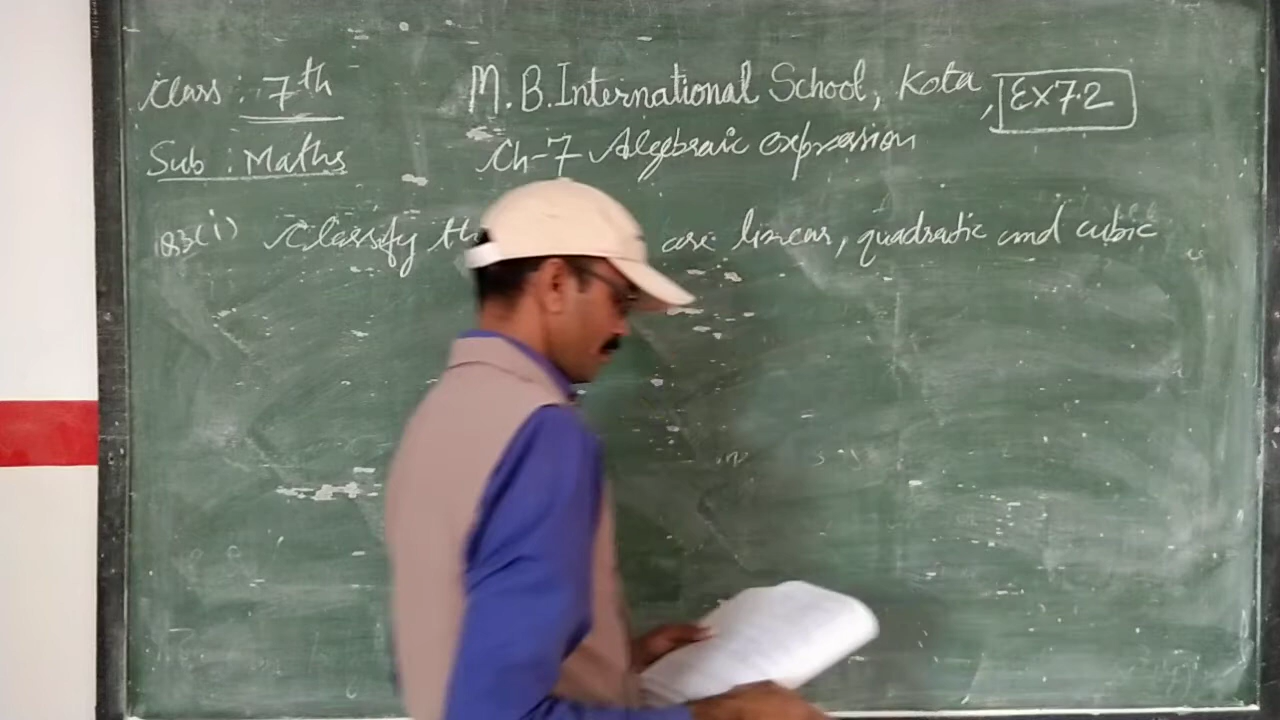 Class : 7th M.B. International School, Kota, Ex 7.2
Sub : Maths Ch-7 Algebraic expression
Q3(i) Classify th are linear, quadratic and cubic